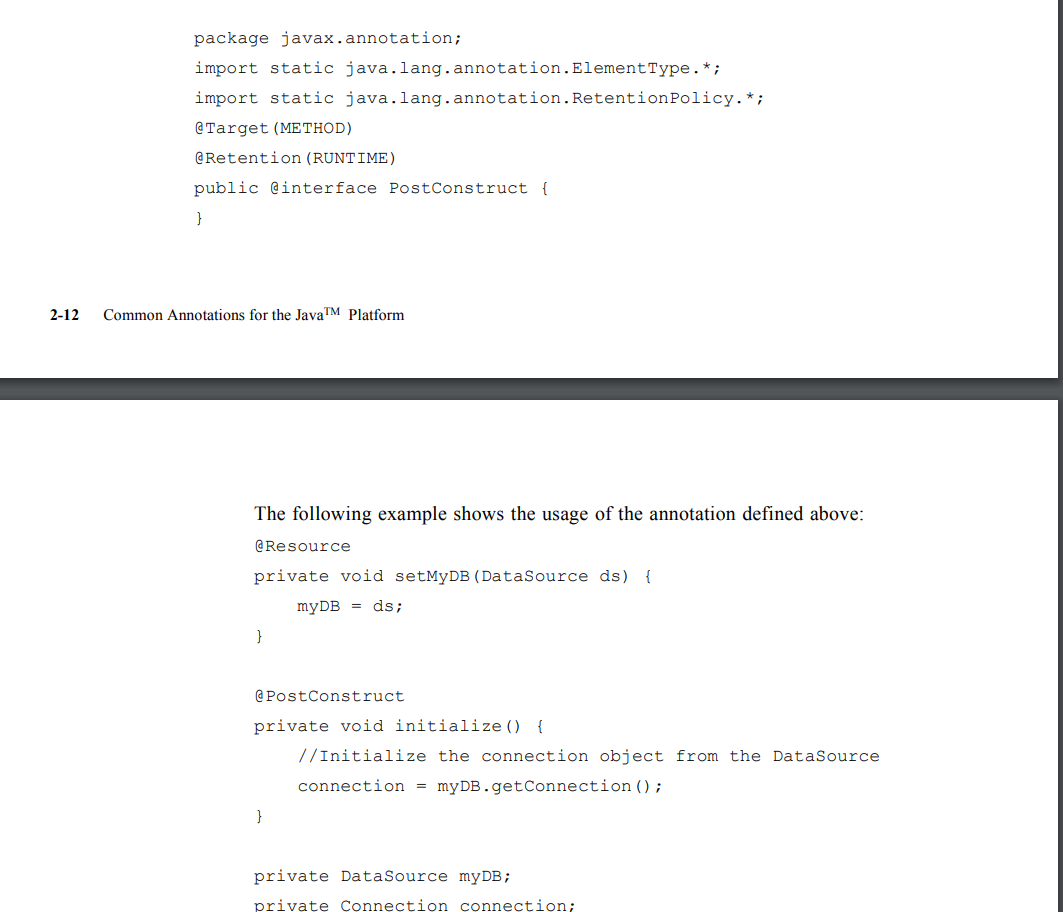 package javax.annotation;
import static java.lang.annotation.ElementType.*;
import static java.lang.annotation.RetentionPolicy.*;
@Target(METHOD)
@Retention(RUNTIME)
public @interface PostConstruct {
}
2-12 Common Annotations for the Java™ Platform
The following example shows the usage of the annotation defined above:
@Resource
private void setMyDB(DataSource ds) {
    myDB = ds;
}
@PostConstruct
private void initialize() {
    //Initialize the connection object from the DataSource
    connection = myDB.getConnection();
}
private DataSource myDB;
private Connection connection;